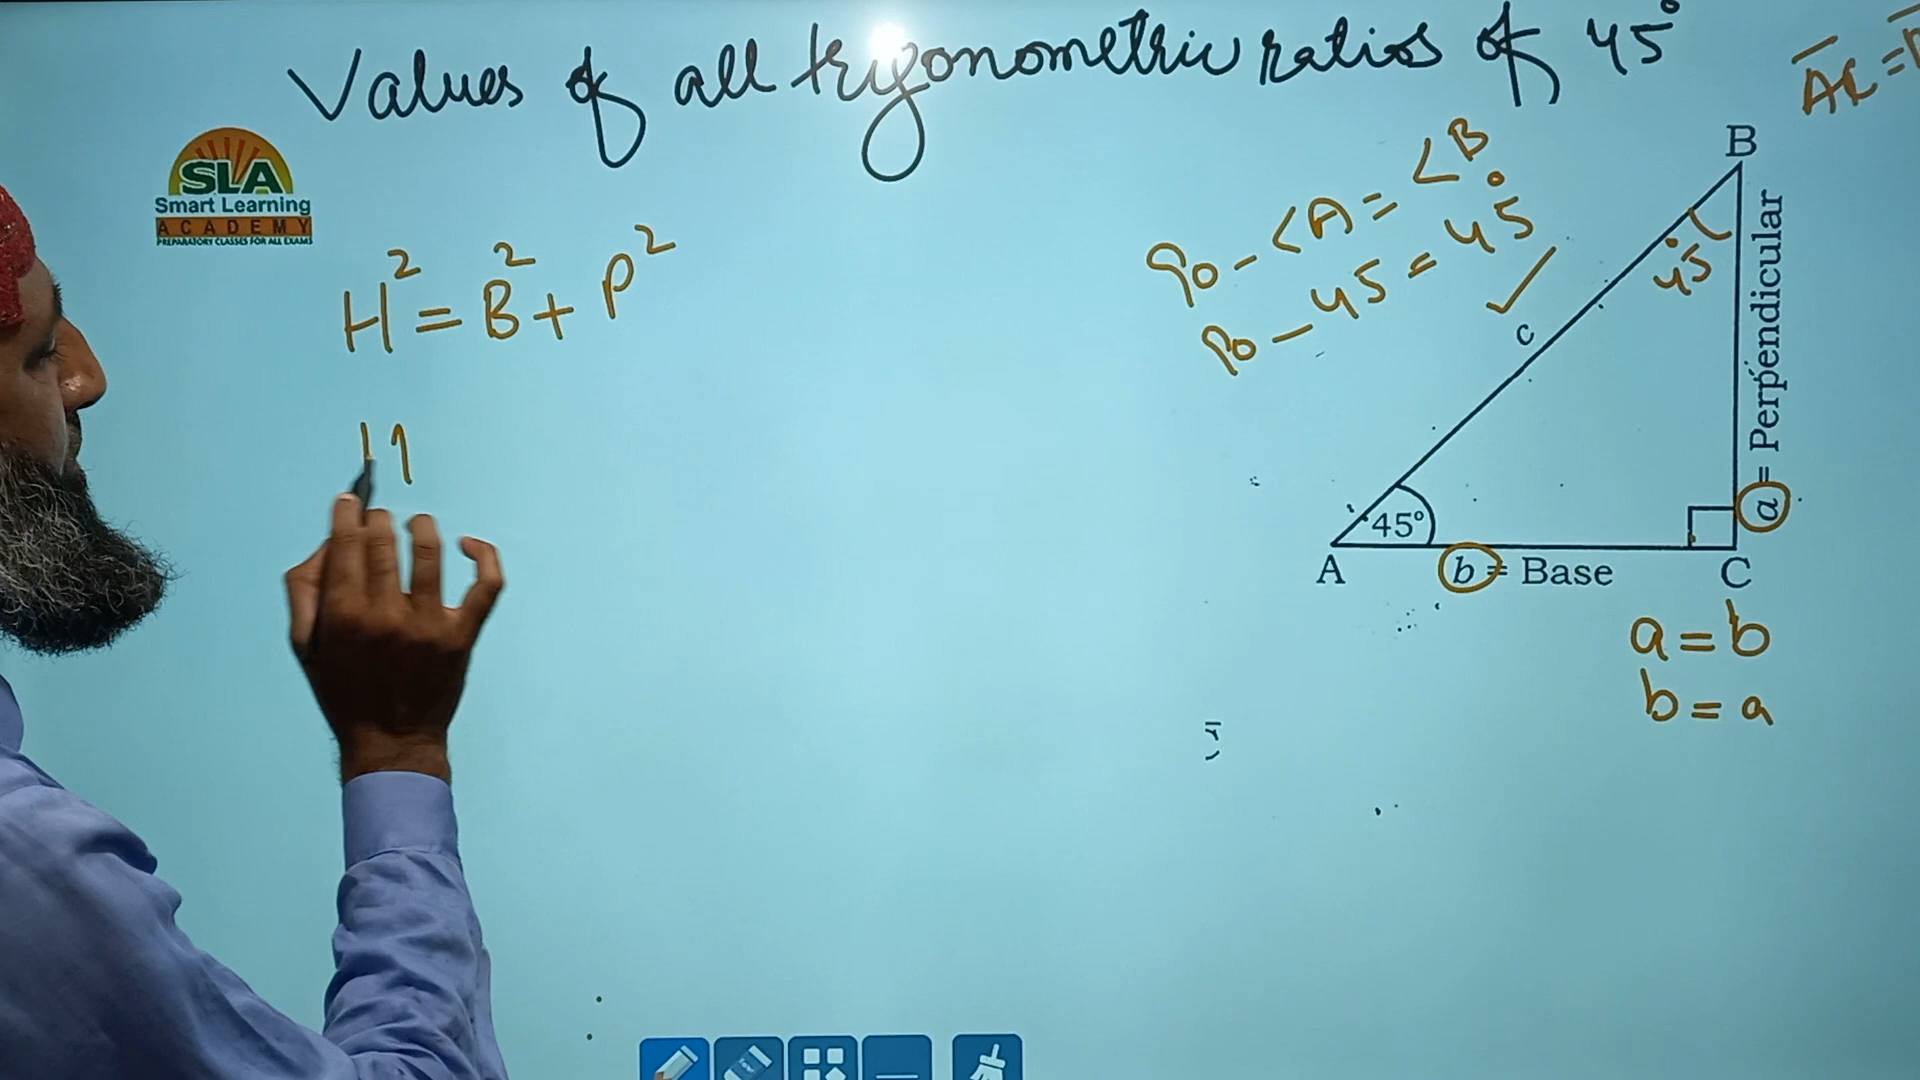 Values of all trigonometric ratios of 45°
SLA
Smart Learning
ACADEMY
PREPARATORY CLASSES FOR ALL EXAMS
H² = B² + P²
90 - <A = <B
90 - 45 = 45°
B
45°
c
a = Perpendicular
45°
A
b = Base
C
a = b
b = a